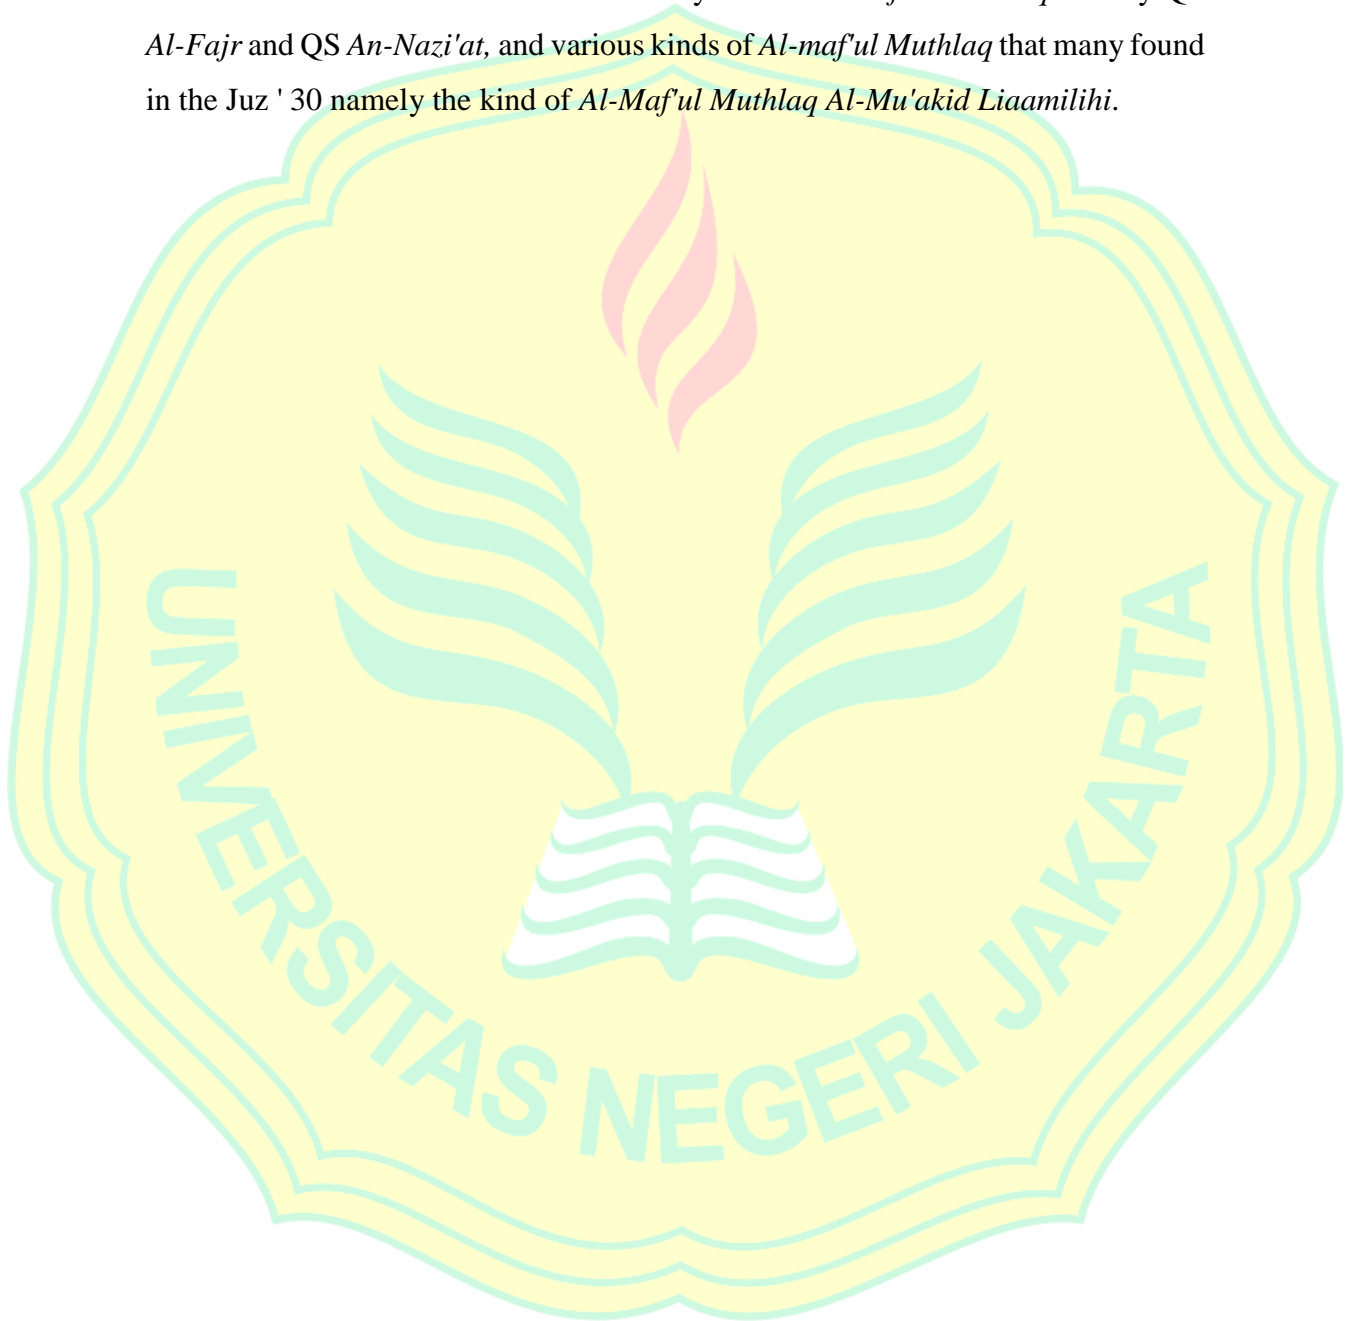 Al-Fajr and QS An-Nazi'at, and various kinds of Al-maf'ul Muthlaq that many found
in the Juz ' 30 namely the kind of Al-Maf'ul Muthlaq Al-Mu'akid Liaamilihi.
UNIVERSITAS NEGERI JAKARTA